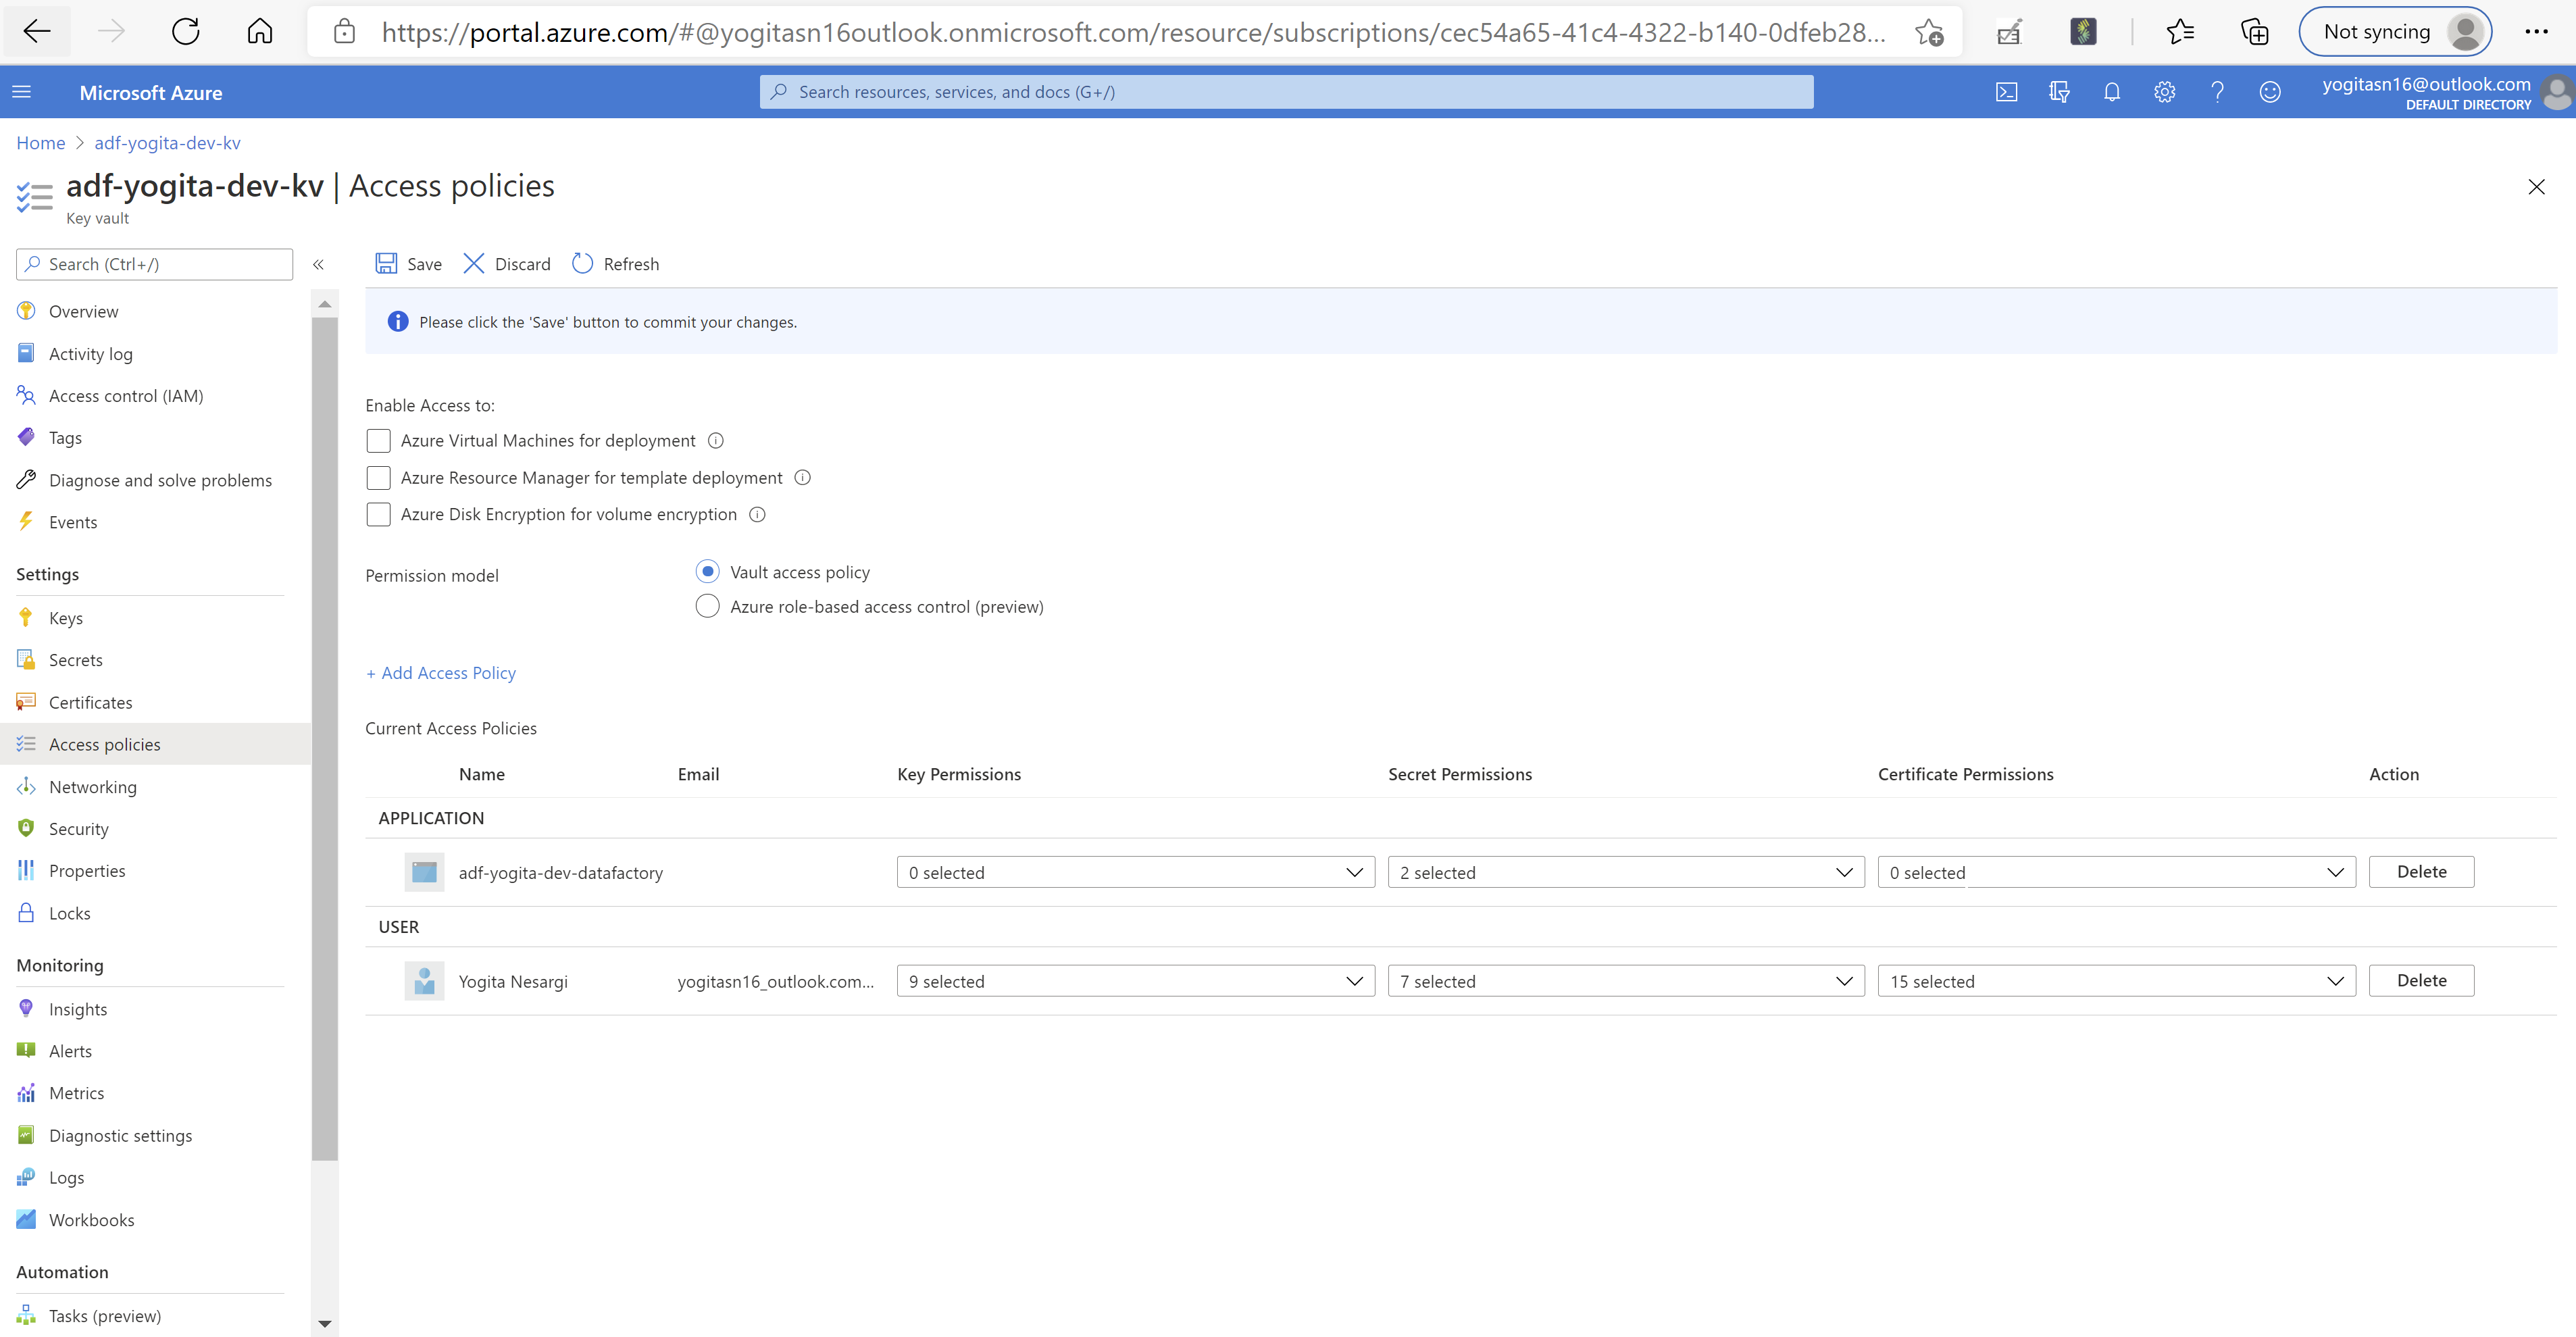 https://portal.azure.com/#@yogitasn16outlook.onmicrosoft.com/resource/subscriptions/cec54a65-41c4-4322-b140-0dfeb28...
Not syncing
Microsoft Azure
Search resources, services, and docs (G+/)
yogitasn16@outlook.com
DEFAULT DIRECTORY
Home > adf-yogita-dev-kv
adf-yogita-dev-kv | Access policies
Key vault
Search (Ctrl+/)
Overview
Activity log
Access control (IAM)
Tags
Diagnose and solve problems
Events
Settings
Keys
Secrets
Certificates
Access policies
Networking
Security
Properties
Locks
Monitoring
Insights
Alerts
Metrics
Diagnostic settings
Logs
Workbooks
Automation
Tasks (preview)
Save Discard Refresh
Please click the 'Save' button to commit your changes.
Enable Access to:
Azure Virtual Machines for deployment
Azure Resource Manager for template deployment
Azure Disk Encryption for volume encryption
Permission model
Vault access policy
Azure role-based access control (preview)
+ Add Access Policy
Current Access Policies
Name Email Key Permissions Secret Permissions Certificate Permissions Action
APPLICATION
adf-yogita-dev-datafactory 0 selected 2 selected 0 selected Delete
USER
Yogita Nesargi yogitasn16_outlook.com... 9 selected 7 selected 15 selected Delete